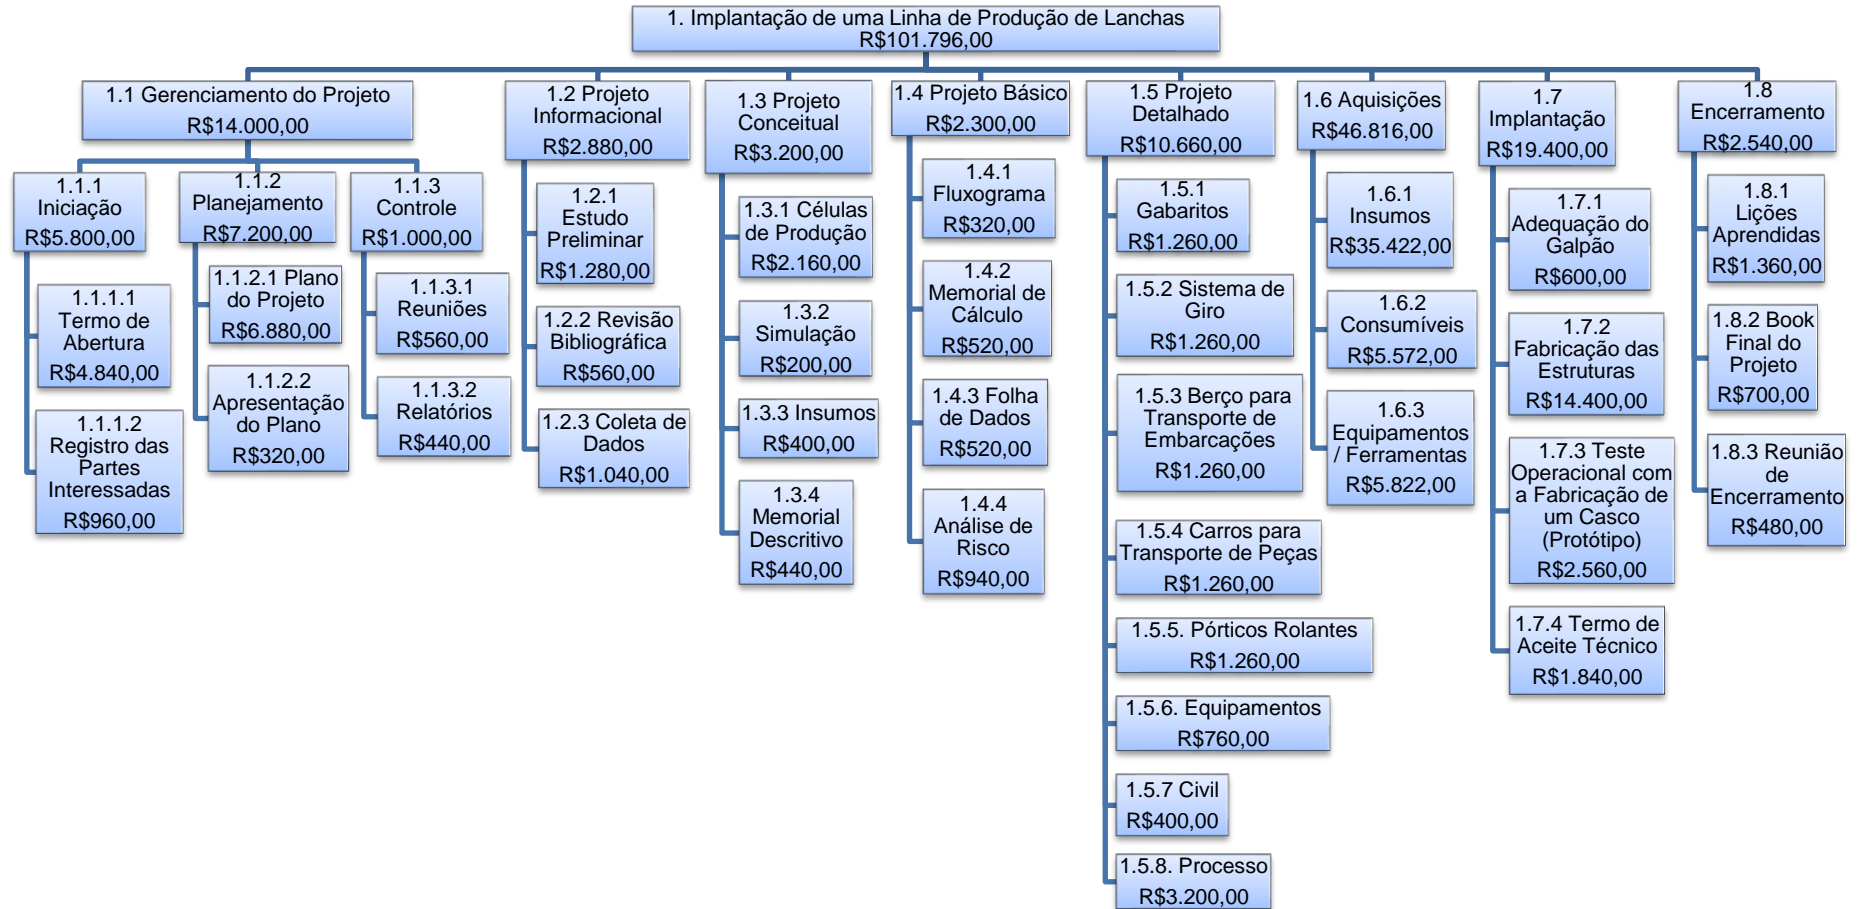 1. Implantação de uma Linha de Produção de Lanchas
R$101.796,00
1.1 Gerenciamento do Projeto
R$14.000,00
1.1.1
Iniciação
R$5.800,00
1.1.1.1
Termo de
Abertura
R$4.840,00
1.1.1.2
Registro das
Partes
Interessadas
R$960,00
1.1.2
Planejamento
R$7.200,00
1.1.2.1 Plano
do Projeto
R$6.880,00
1.1.2.2
Apresentação
do Plano
R$320,00
1.1.3
Controle
R$1.000,00
1.1.3.1
Reuniões
R$560,00
1.1.3.2
Relatórios
R$440,00
1.2 Projeto
Informacional
R$2.880,00
1.2.1
Estudo
Preliminar
R$1.280,00
1.2.2 Revisão
Bibliográfica
R$560,00
1.2.3 Coleta de
Dados
R$1.040,00
1.3 Projeto
Conceitual
R$3.200,00
1.3.1 Células
de Produção
R$2.160,00
1.3.2
Simulação
R$200,00
1.3.3 Insumos
R$400,00
1.3.4
Memorial
Descritivo
R$440,00
1.4 Projeto Básico
R$2.300,00
1.4.1
Fluxograma
R$320,00
1.4.2
Memorial de
Cálculo
R$520,00
1.4.3 Folha
de Dados
R$520,00
1.4.4
Análise de
Risco
R$940,00
1.5 Projeto
Detalhado
R$10.660,00
1.5.1
Gabaritos
R$1.260,00
1.5.2 Sistema de
Giro
R$1.260,00
1.5.3 Berço para
Transporte de
Embarcações
R$1.260,00
1.5.4 Carros para
Transporte de Peças
R$1.260,00
1.5.5. Pórticos Rolantes
R$1.260,00
1.5.6. Equipamentos
R$760,00
1.5.7 Civil
R$400,00
1.5.8. Processo
R$3.200,00
1.6 Aquisições
R$46.816,00
1.6.1
Insumos
R$35.422,00
1.6.2
Consumíveis
R$5.572,00
1.6.3
Equipamentos
/ Ferramentas
R$5.822,00
1.7
Implantação
R$19.400,00
1.7.1
Adequação do
Galpão
R$600,00
1.7.2
Fabricação das
Estruturas
R$14.400,00
1.7.3 Teste
Operacional com
a Fabricação de
um Casco
(Protótipo)
R$2.560,00
1.7.4 Termo de
Aceite Técnico
R$1.840,00
1.8
Encerramento
R$2.540,00
1.8.1
Lições
Aprendidas
R$1.360,00
1.8.2 Book
Final do
Projeto
R$700,00
1.8.3 Reunião
de
Encerramento
R$480,00